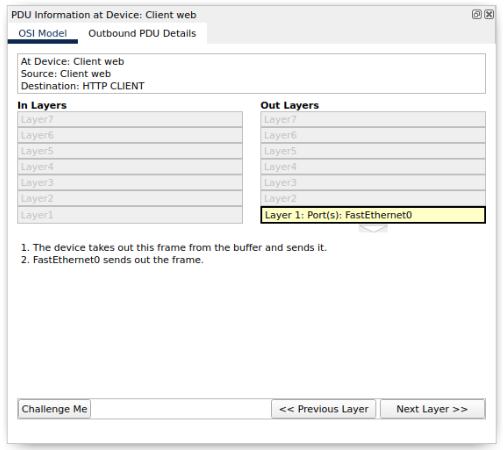 PDU Information at Device: Client web
OSI Model Outbound PDU Details
At Device: Client web
Source: Client web
Destination: HTTP CLIENT
In Layers Out Layers
Layer7 Layer7
Layer6 Layer6
Layer5 Layer5
Layer4 Layer4
Layer3 Layer3
Layer2 Layer2
Layer1 Layer 1: Port(s): FastEthernet0
1. The device takes out this frame from the buffer and sends it.
2. FastEthernet0 sends out the frame.
Challenge Me << Previous Layer Next Layer >>